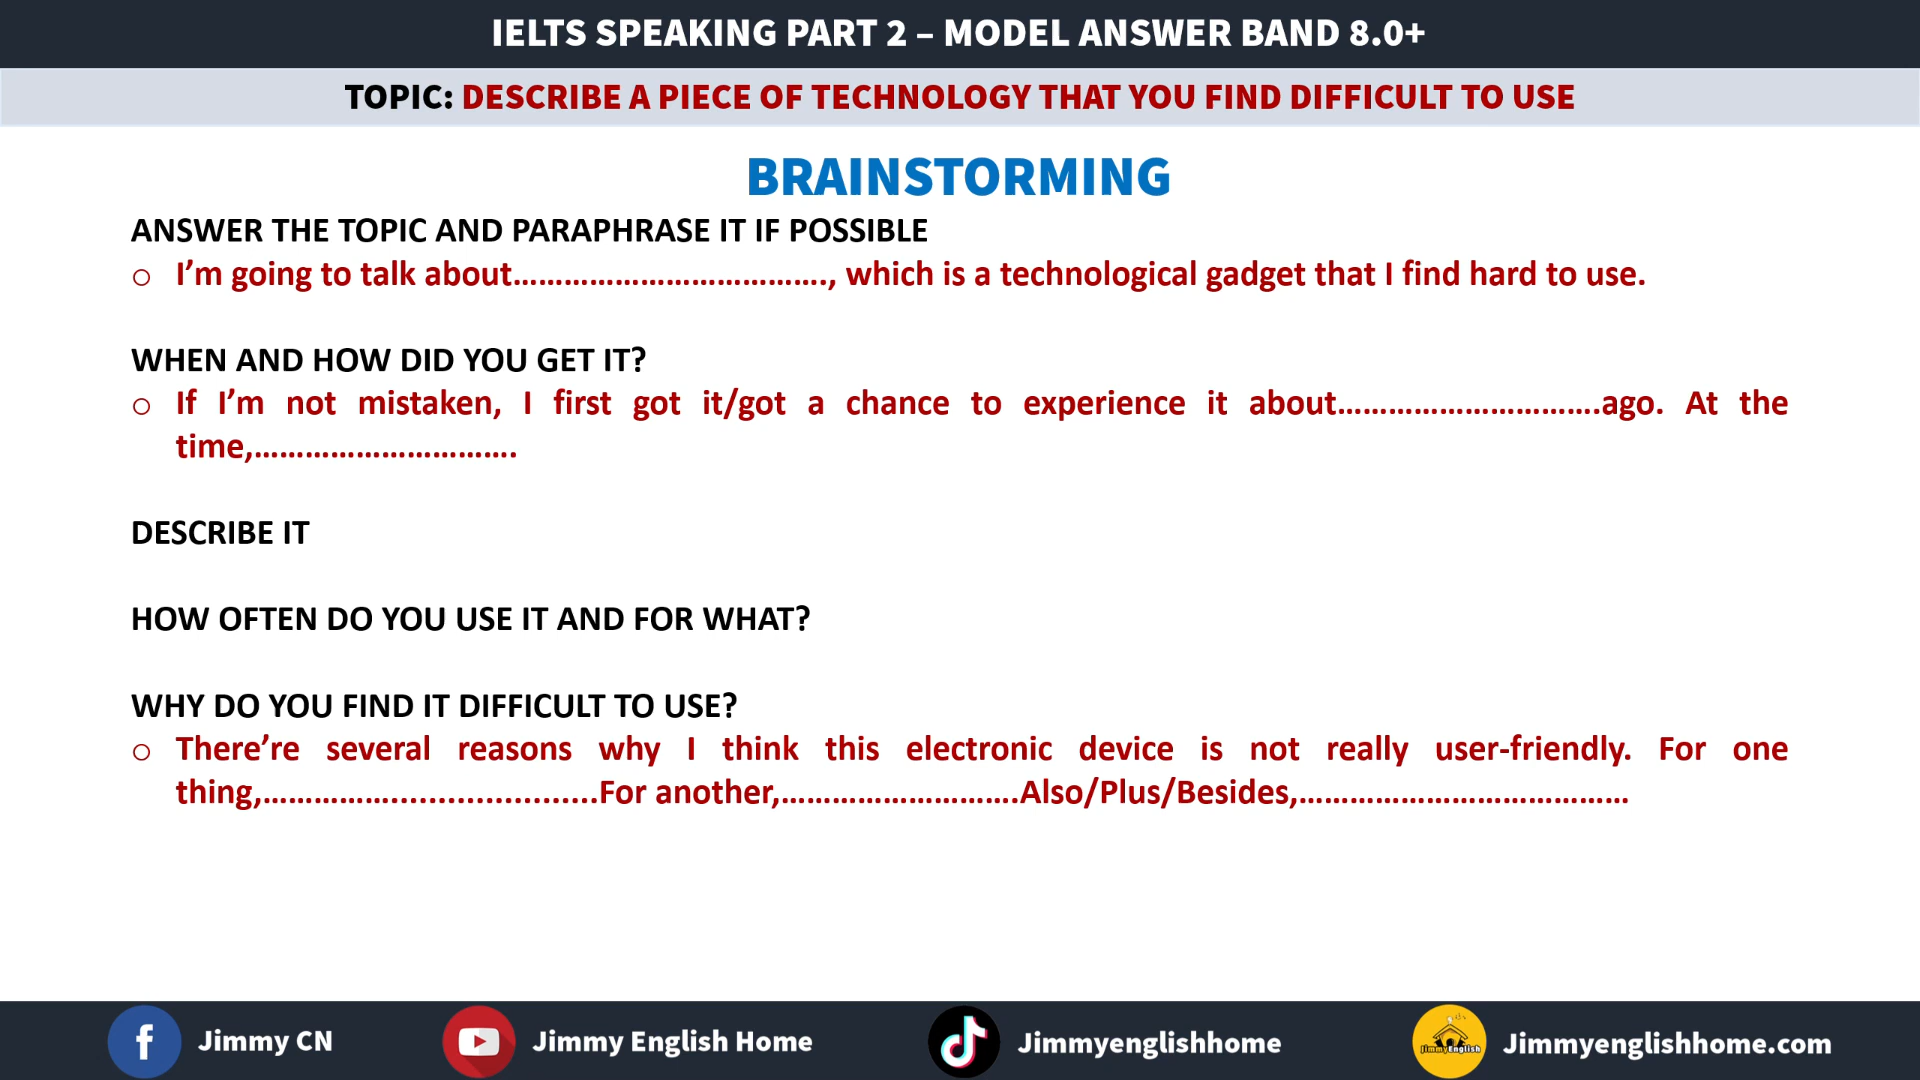 IELTS SPEAKING PART 2 – MODEL ANSWER BAND 8.0+
TOPIC: DESCRIBE A PIECE OF TECHNOLOGY THAT YOU FIND DIFFICULT TO USE
BRAINSTORMING
ANSWER THE TOPIC AND PARAPHRASE IT IF POSSIBLE
o I’m going to talk about………………………………., which is a technological gadget that I find hard to use.
WHEN AND HOW DID YOU GET IT?
o If I’m not mistaken, I first got it/got a chance to experience it about………………………….ago. At the
time,………………………….
DESCRIBE IT
HOW OFTEN DO YOU USE IT AND FOR WHAT?
WHY DO YOU FIND IT DIFFICULT TO USE?
o There’re several reasons why I think this electronic device is not really user-friendly. For one
thing,……………......................For another,……………………….Also/Plus/Besides,…………………………………
Jimmy CN
Jimmy English Home
Jimmyenglishhome
JimmyEnglish
Jimmyenglishhome.com